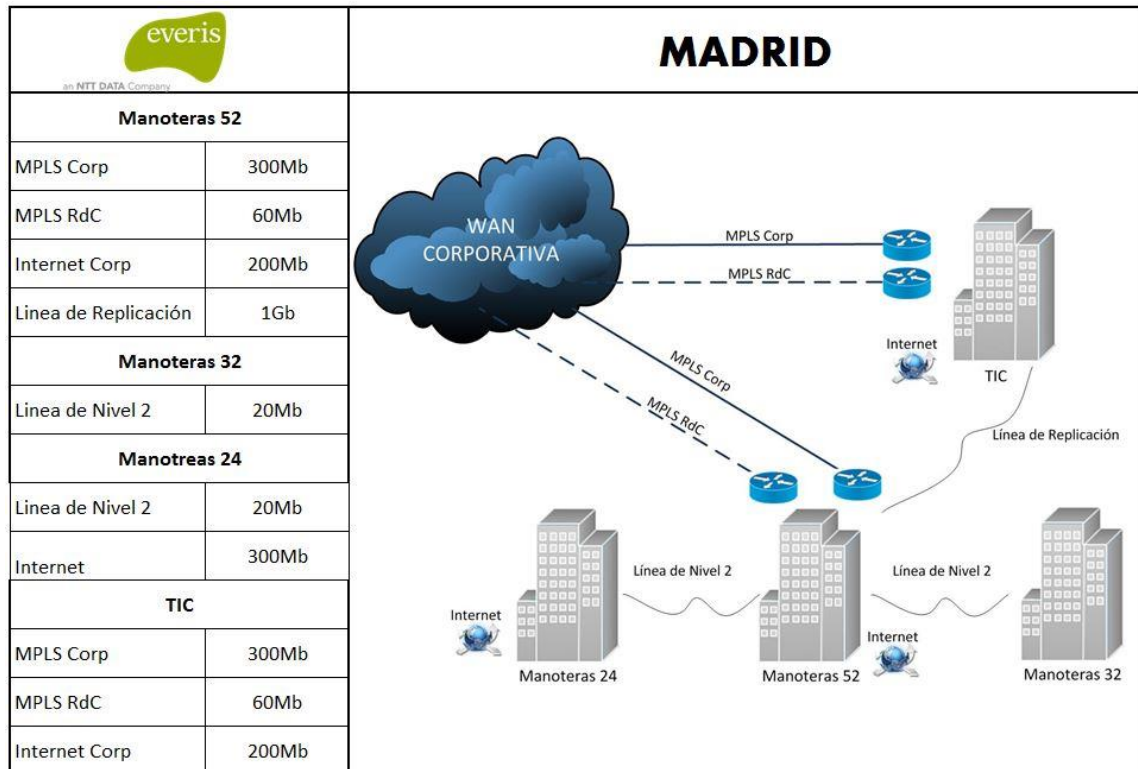 everis
an NTT DATA Company
MADRID
Manoteras 52
MPLS Corp 300Mb
MPLS RdC 60Mb
Internet Corp 200Mb
Linea de Replicación 1Gb
Manoteras 32
Linea de Nivel 2 20Mb
Manotreas 24
Linea de Nivel 2 20Mb
Internet 300Mb
TIC
MPLS Corp 300Mb
MPLS RdC 60Mb
Internet Corp 200Mb
WAN
CORPORATIVA
MPLS Corp
MPLS RdC
Internet
TIC
MPLS Corp
MPLS RdC
Línea de Replicación
Línea de Nivel 2
Línea de Nivel 2
Internet
Internet
Manoteras 24
Manoteras 52
Manoteras 32